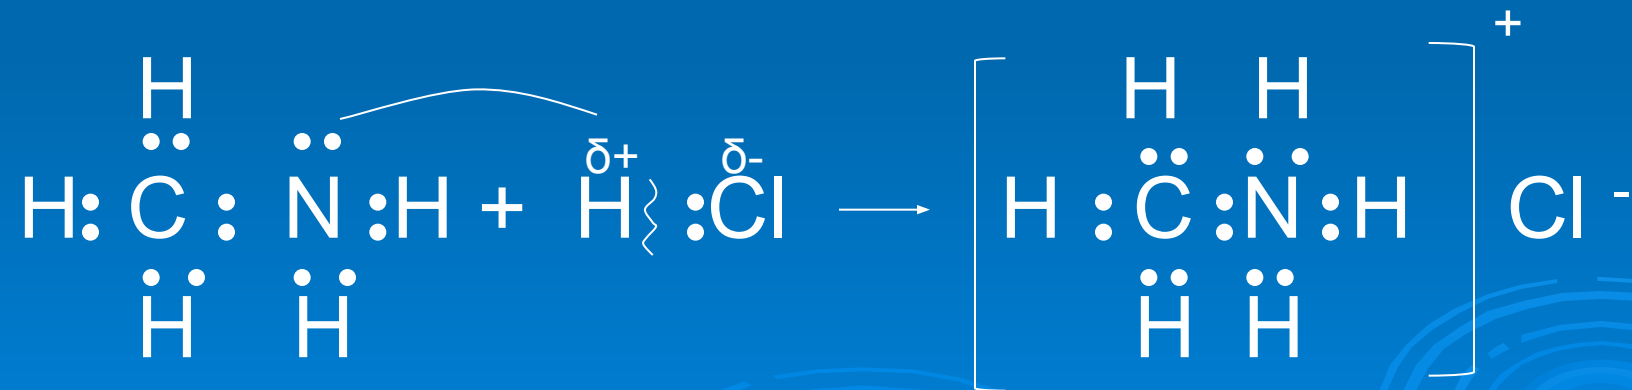 +
H H H
δ+ δ-
H : C : N : H + H : Cl → H : C : N : H Cl -
H H H H